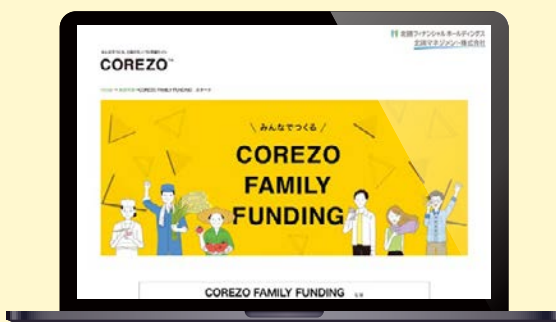 北國フィナンシャルホールディングス
北国マネジメント株式会社
COREZO™
\ みんなでつくる /
COREZO
FAMILY
FUNDING
COREZO FAMILY FUNDING